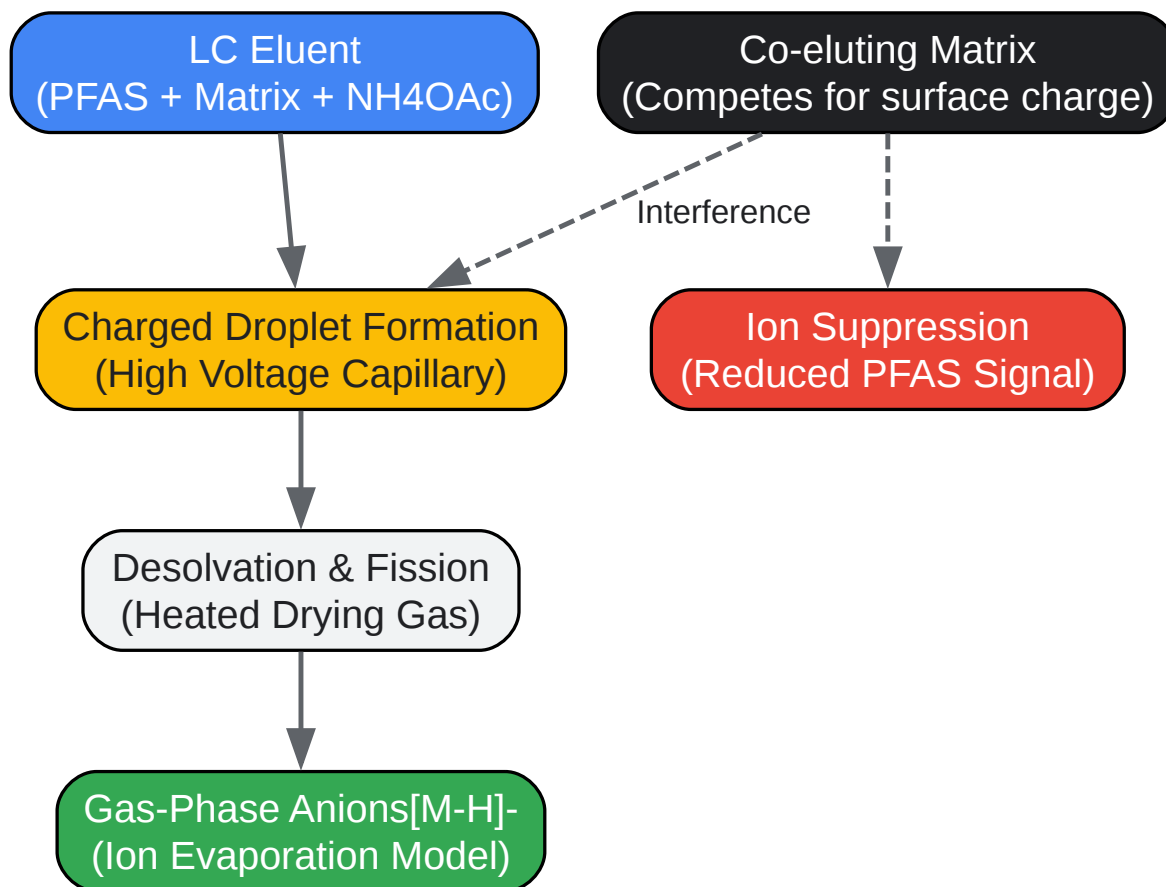 LC Eluent
(PFAS + Matrix + NH4OAc)
Co-eluting Matrix
(Competes for surface charge)
Interference
Charged Droplet Formation
(High Voltage Capillary)
Ion Suppression
(Reduced PFAS Signal)
Desolvation & Fission
(Heated Drying Gas)
Gas-Phase Anions[M-H]-
(Ion Evaporation Model)